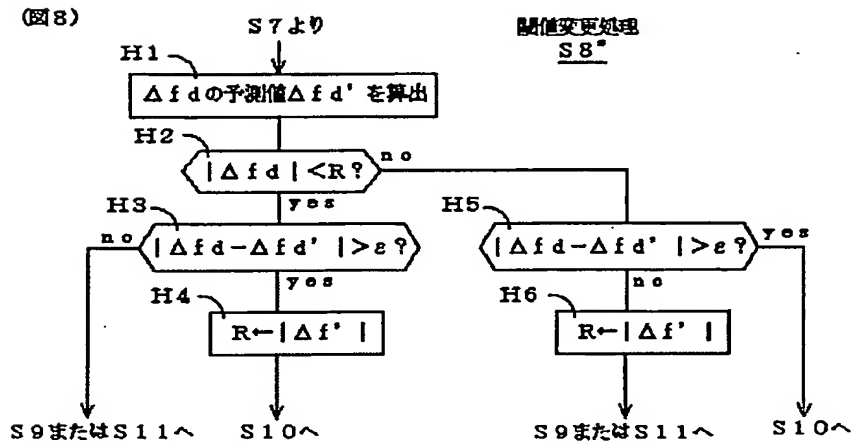 (図8)
S7より
閾値変更処理
S8"
H1
Δfdの予測値Δfd'を算出
H2
|Δfd|<R?
no
yes
H3
no
|Δfd-Δfd'|>ε?
yes
H5
|Δfd-Δfd'|>ε?
yes
no
H4
R←|Δf'|
H6
R←|Δf'|
S9またはS11へ
S10へ
S9またはS11へ
S10へ